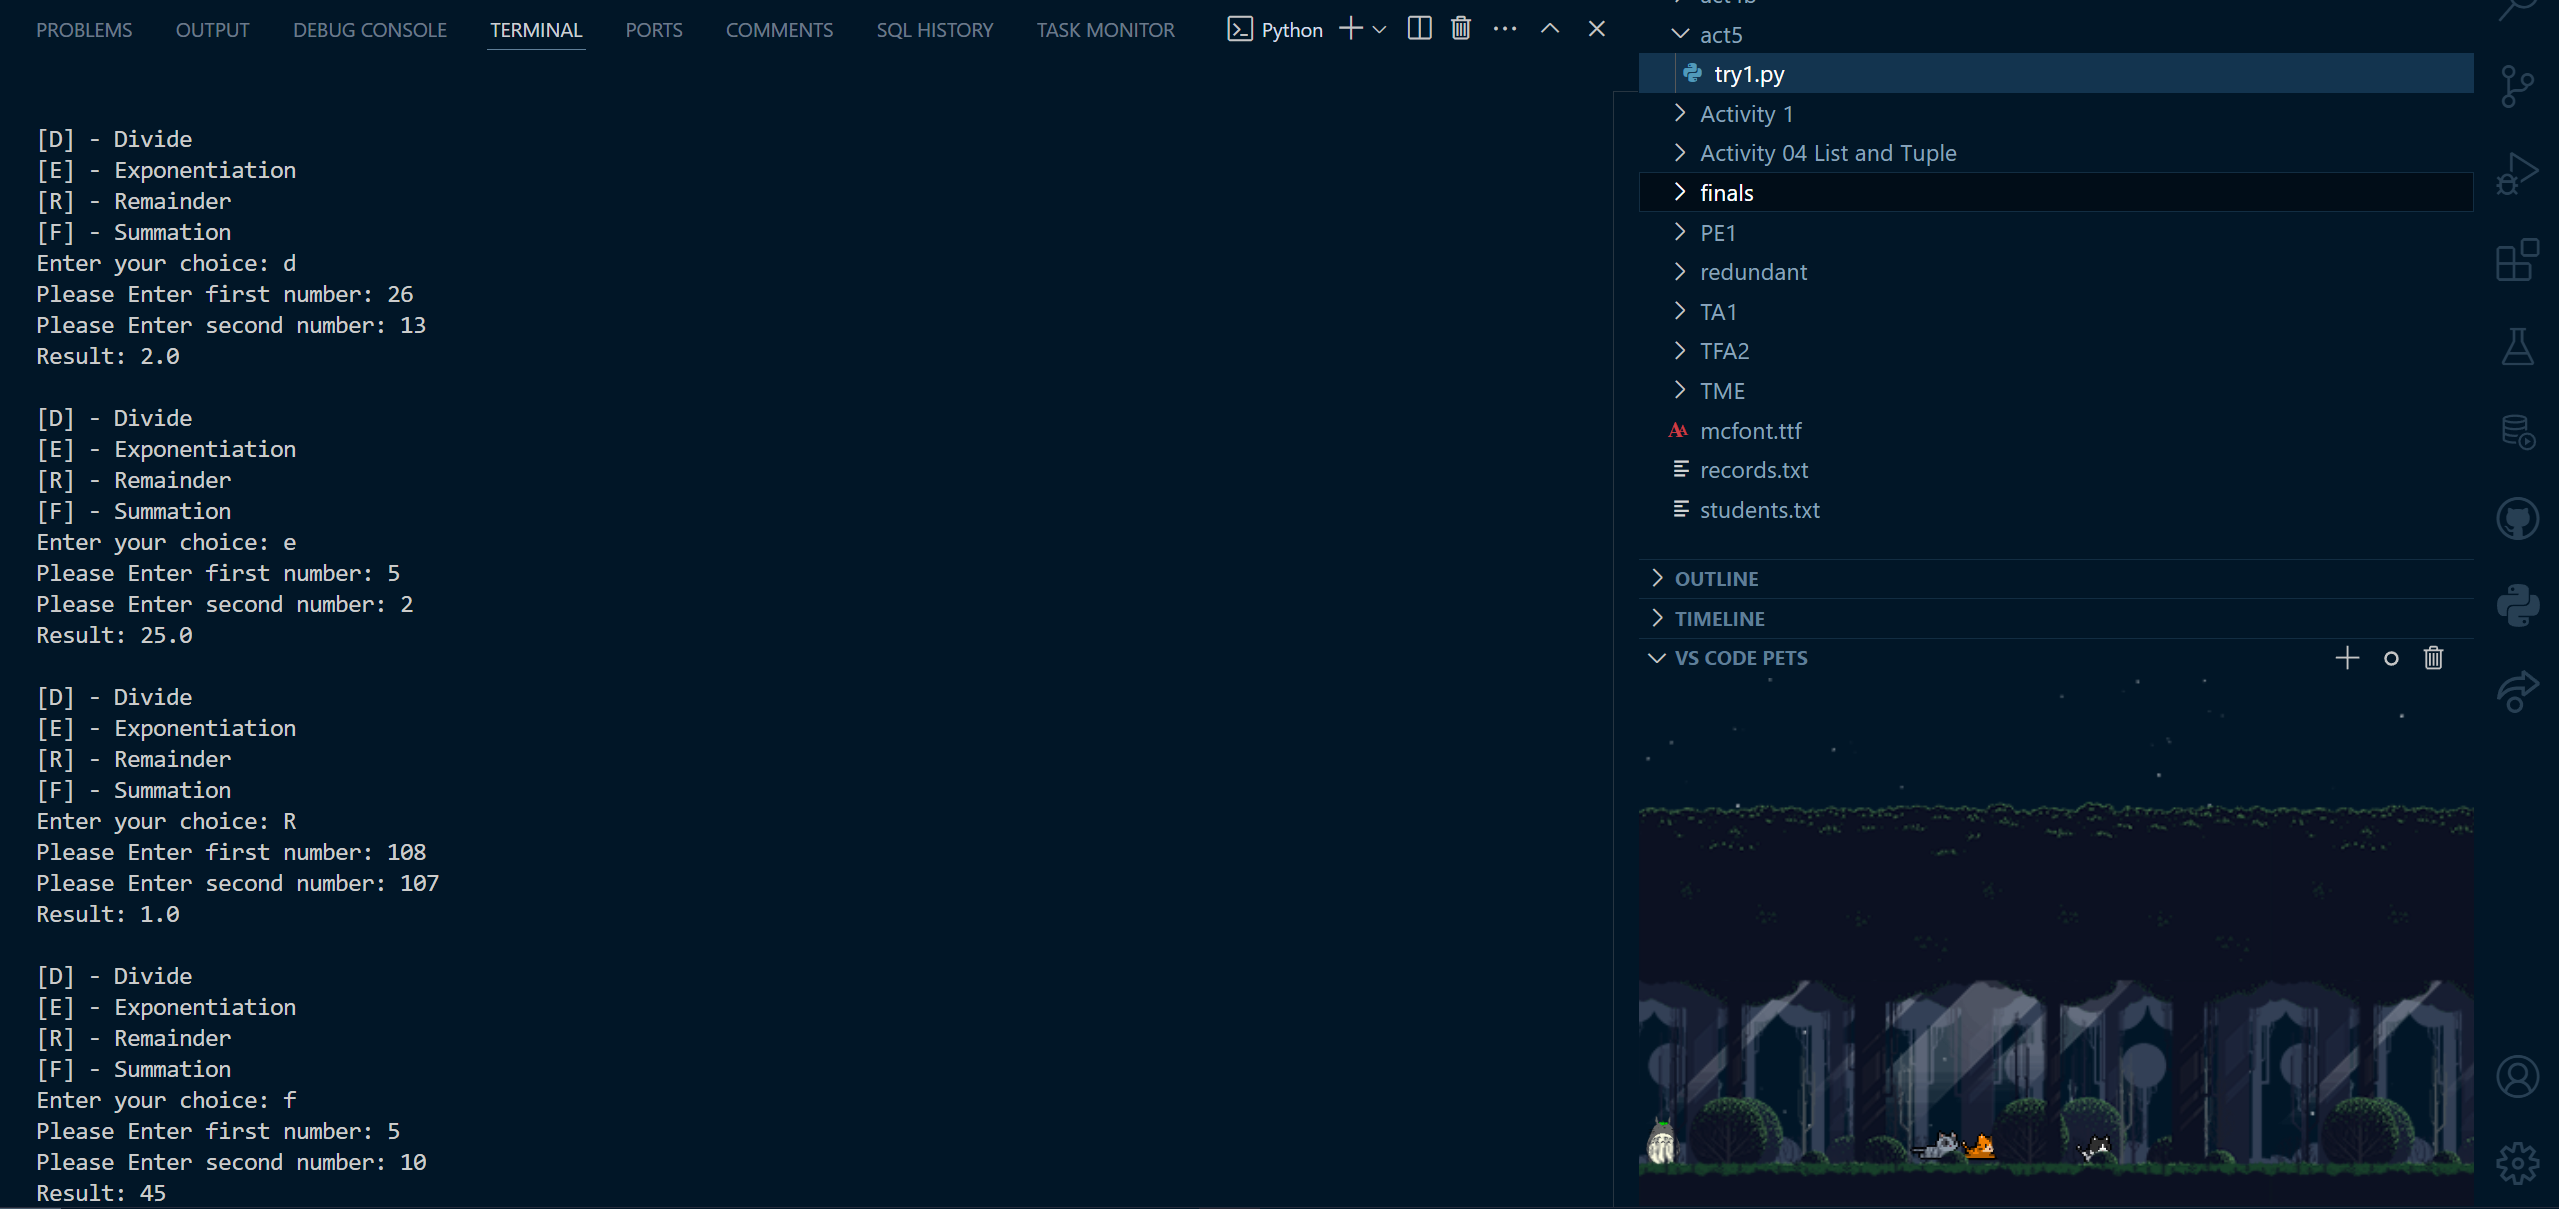 PROBLEMS OUTPUT DEBUG CONSOLE TERMINAL PORTS COMMENTS SQL HISTORY TASK MONITOR Python
[D] - Divide
[E] - Exponentiation
[R] - Remainder
[F] - Summation
Enter your choice: d
Please Enter first number: 26
Please Enter second number: 13
Result: 2.0
[D] - Divide
[E] - Exponentiation
[R] - Remainder
[F] - Summation
Enter your choice: e
Please Enter first number: 5
Please Enter second number: 2
Result: 25.0
[D] - Divide
[E] - Exponentiation
[R] - Remainder
[F] - Summation
Enter your choice: R
Please Enter first number: 108
Please Enter second number: 107
Result: 1.0
[D] - Divide
[E] - Exponentiation
[R] - Remainder
[F] - Summation
Enter your choice: f
Please Enter first number: 5
Please Enter second number: 10
Result: 45
act5
try1.py
Activity 1
Activity 04 List and Tuple
finals
PE1
redundant
TA1
TFA2
TME
mcfont.ttf
records.txt
students.txt
OUTLINE
TIMELINE
VS CODE PETS